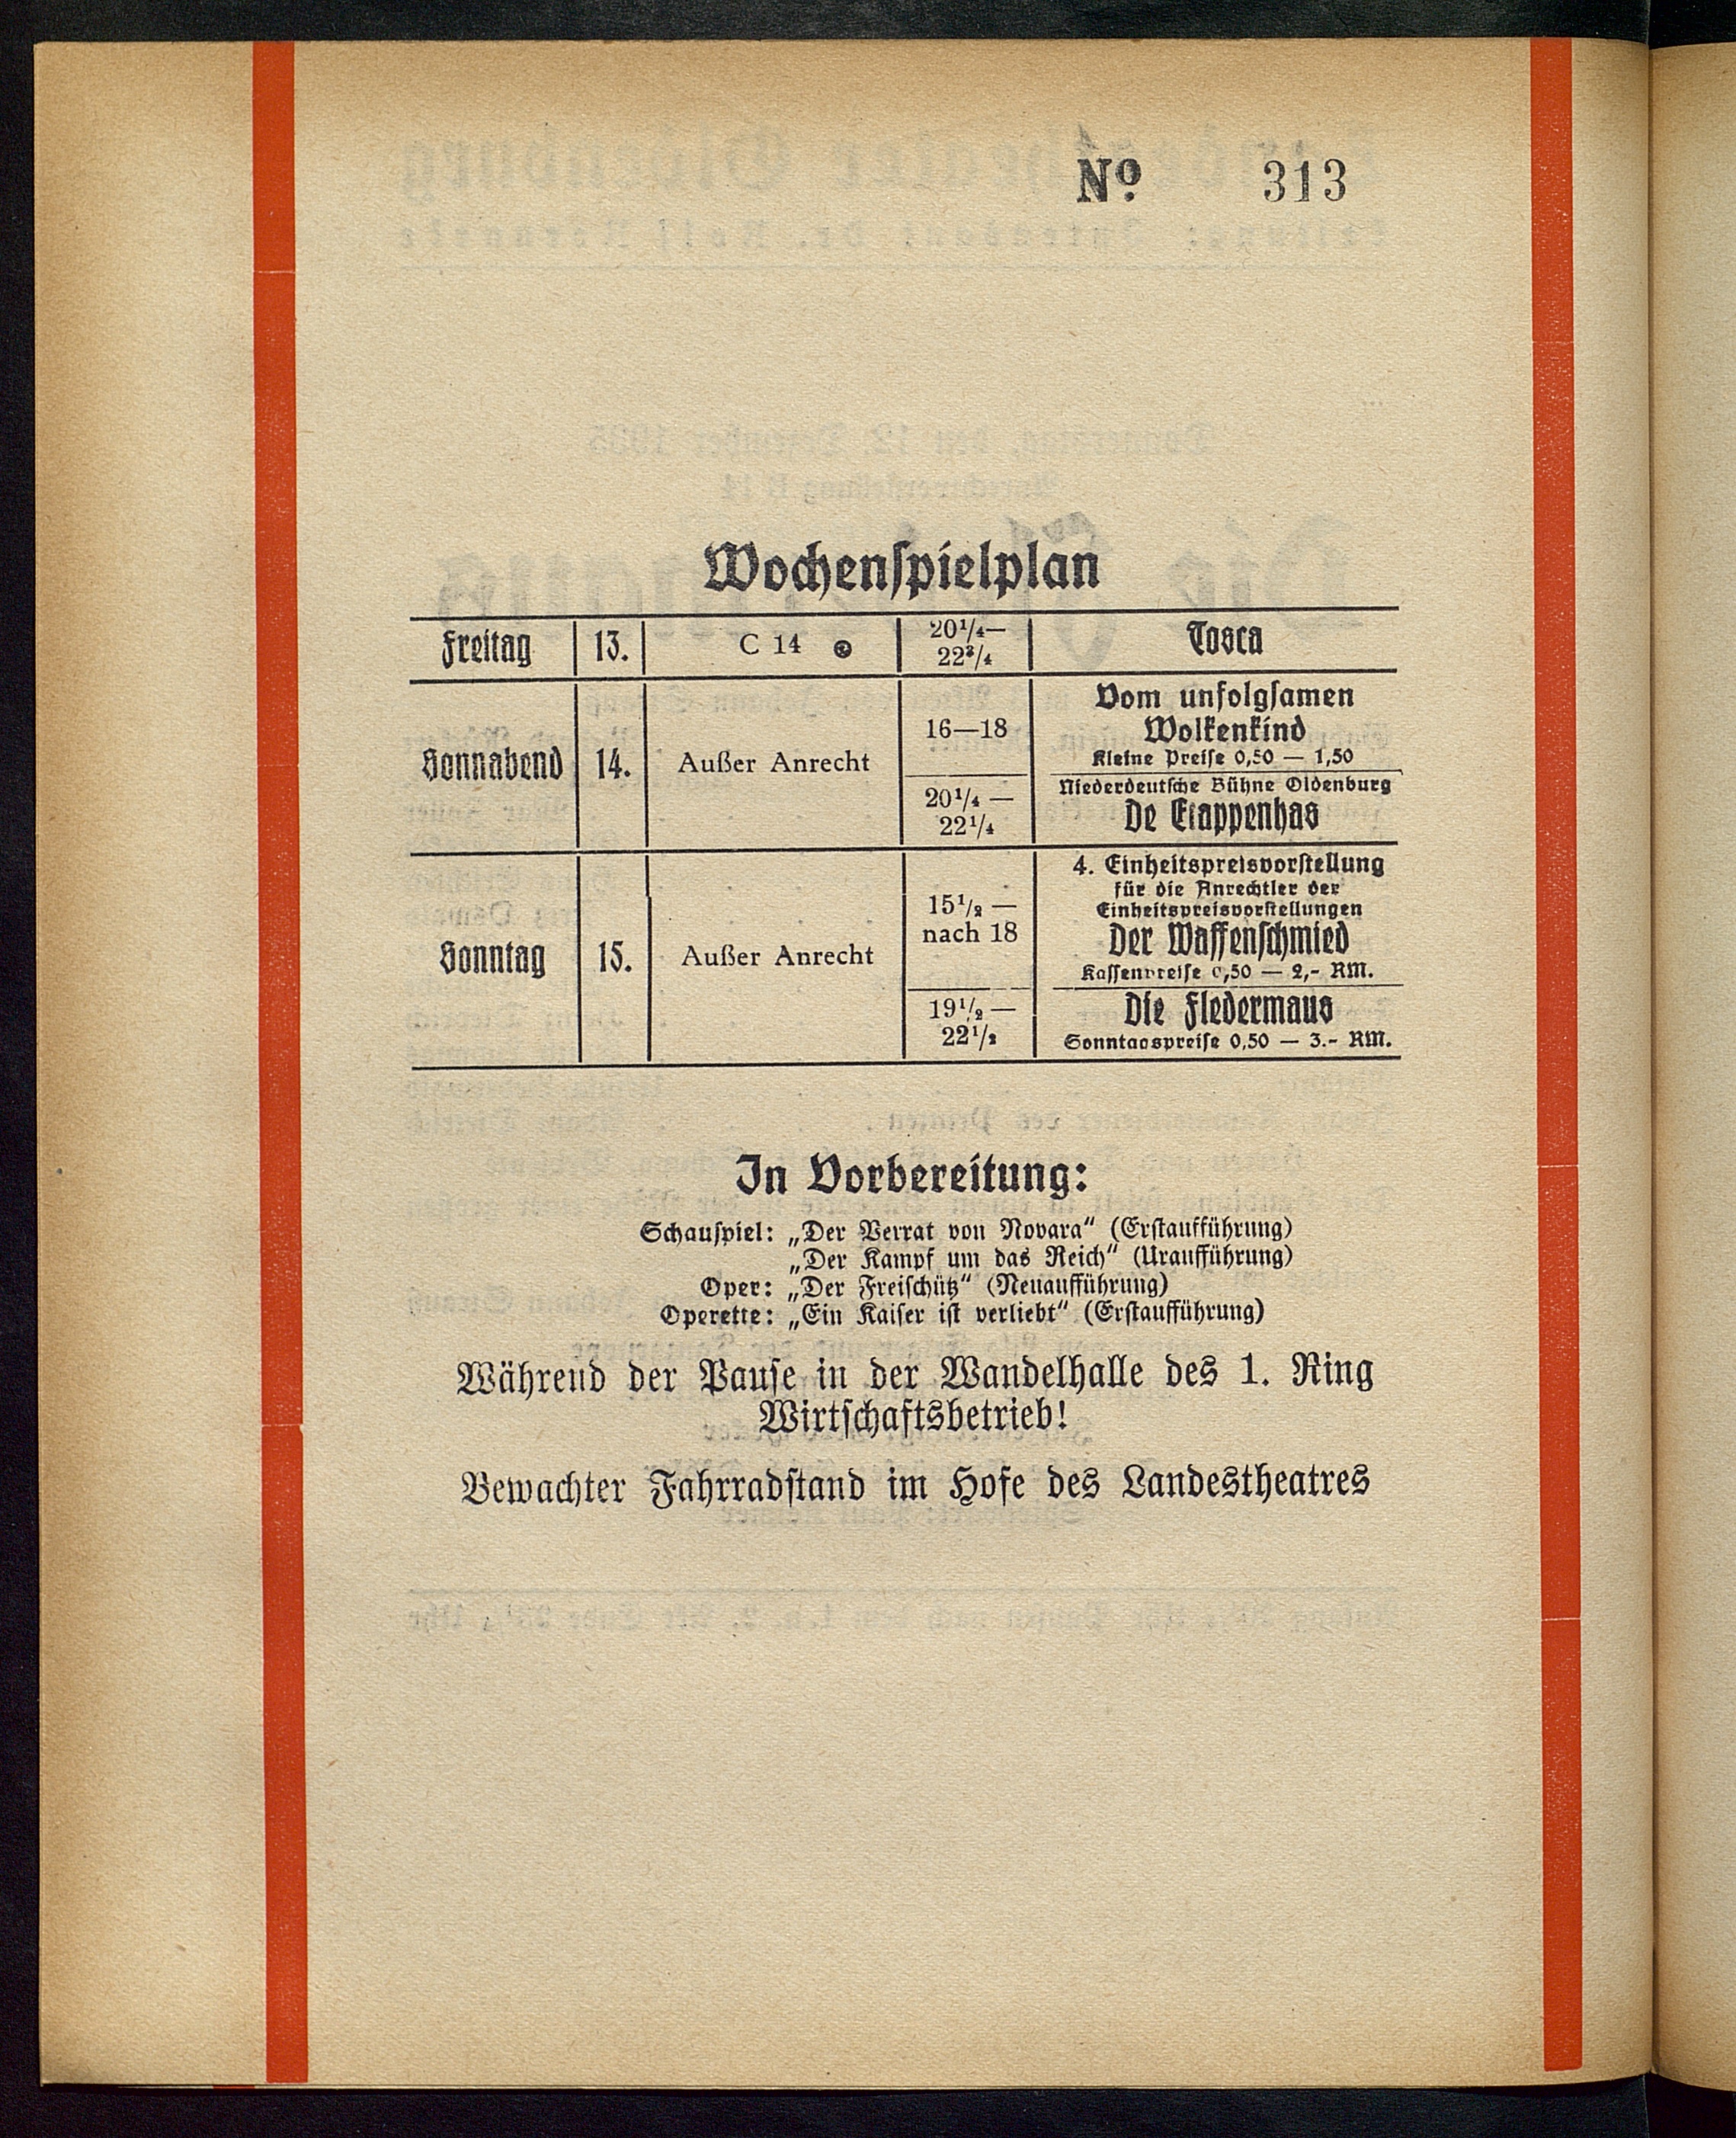 No. 313
Wochenspielplan
Freitag 13. C 14 20¼— 22¾ Tosca
Sonnabend 14. Außer Anrecht
16—18
Vom unfolgsamen
Wolkenkind
Kleine Preise 0,50 — 1,50
20¼ —
22¼
Niederdeutsche Bühne Oldenburg
De Etappenhas
Sonntag 15. Außer Anrecht
15½ —
nach 18
4. Einheitspreisvorstellung
für die Anrechtler der
Einheitspreisvorstellungen
Der Waffenschmied
Kassenpreise 0,50 — 2,- RM.
19½ —
22½
Die Fledermaus
Sonntagspreise 0,50 — 3.- RM.
In Vorbereitung:
Schauspiel: „Der Verrat von Novara“ (Erstaufführung)
„Der Kampf um das Reich“ (Uraufführung)
Oper: „Der Freischütz“ (Neuaufführung)
Operette: „Ein Kaiser ist verliebt“ (Erstaufführung)
Während der Pause in der Wandelhalle des 1. Ring
Wirtschaftsbetrieb!
Bewachter Fahrradstand im Hofe des Landestheatres